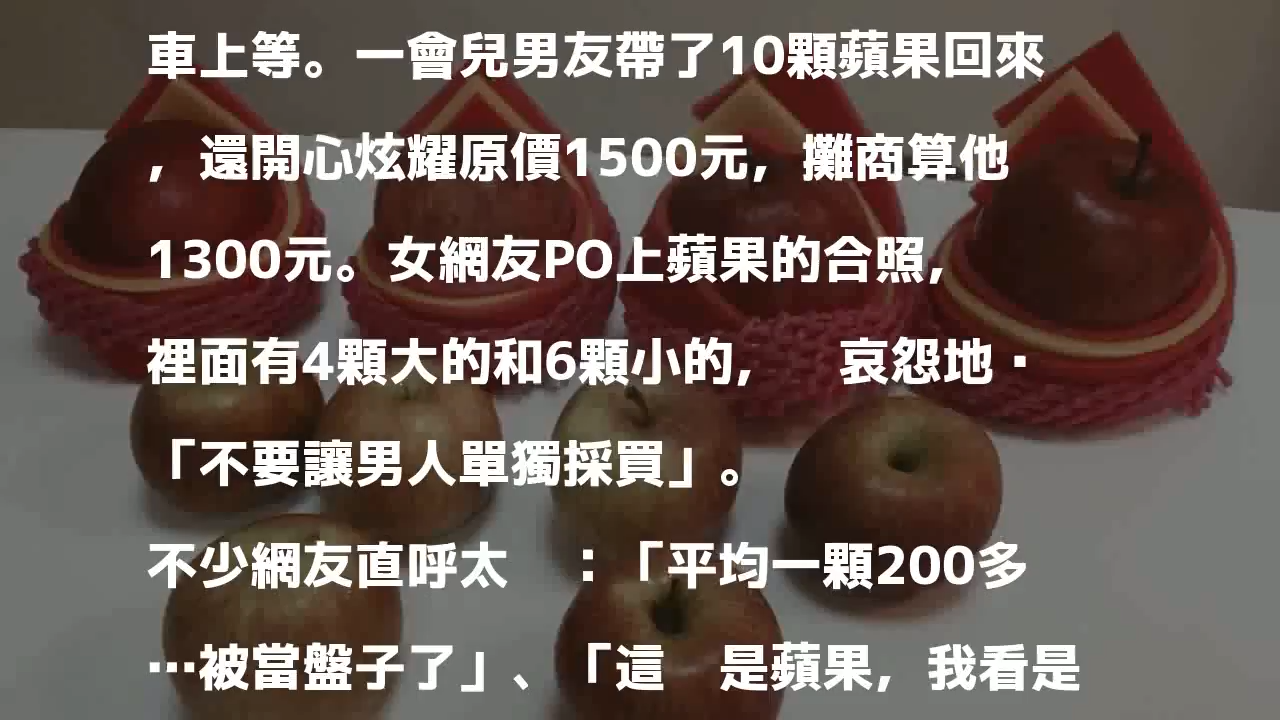 車上等。一會兒男友帶了10顆蘋果回來
，還開心炫耀原價1500元，攤商算他
1300元。女網友PO上蘋果的合照，
裡面有4顆大的和6顆小的，　哀怨地·
「不要讓男人單獨採買」。
不少網友直呼太　：「平均一顆200多
…被當盤子了」、「這　是蘋果，我看是